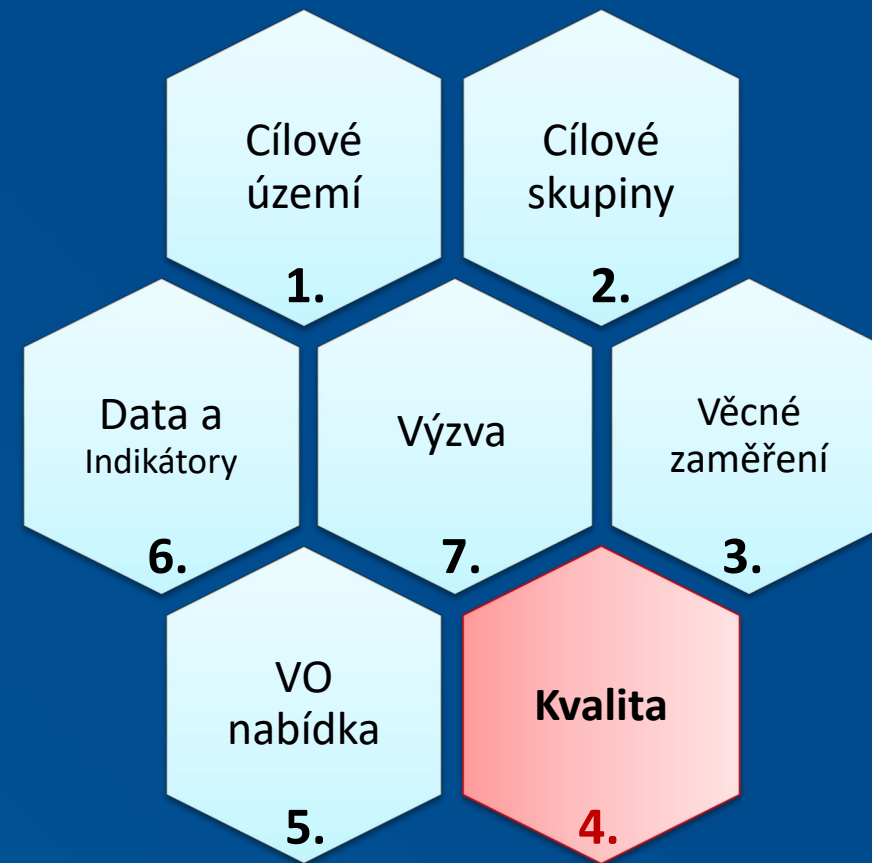 Cílové
území
1.
Cílové
skupiny
2.
Data a
Indikátory
6.
Výzva
7.
Věcné
zaměření
3.
VO
nabídka
5.
Kvalita
4.